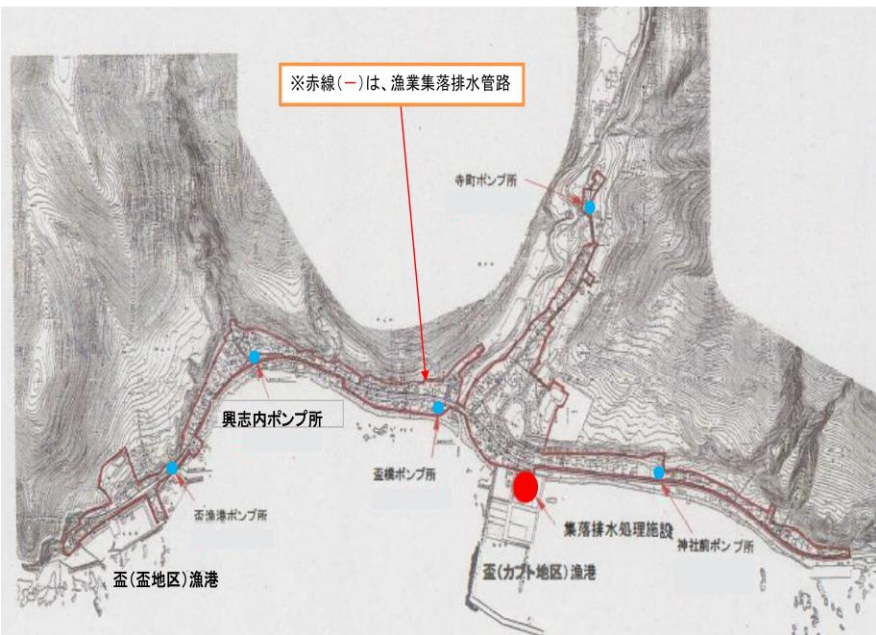 ※赤線(ー)は、漁業集落排水管路
寺町ポンプ所
興志内ポンプ所
盃橋ポンプ所
盃漁港ポンプ所
集落排水処理施設
神社前ポンプ所
盃(カブト地区)漁港
盃(盃地区)漁港